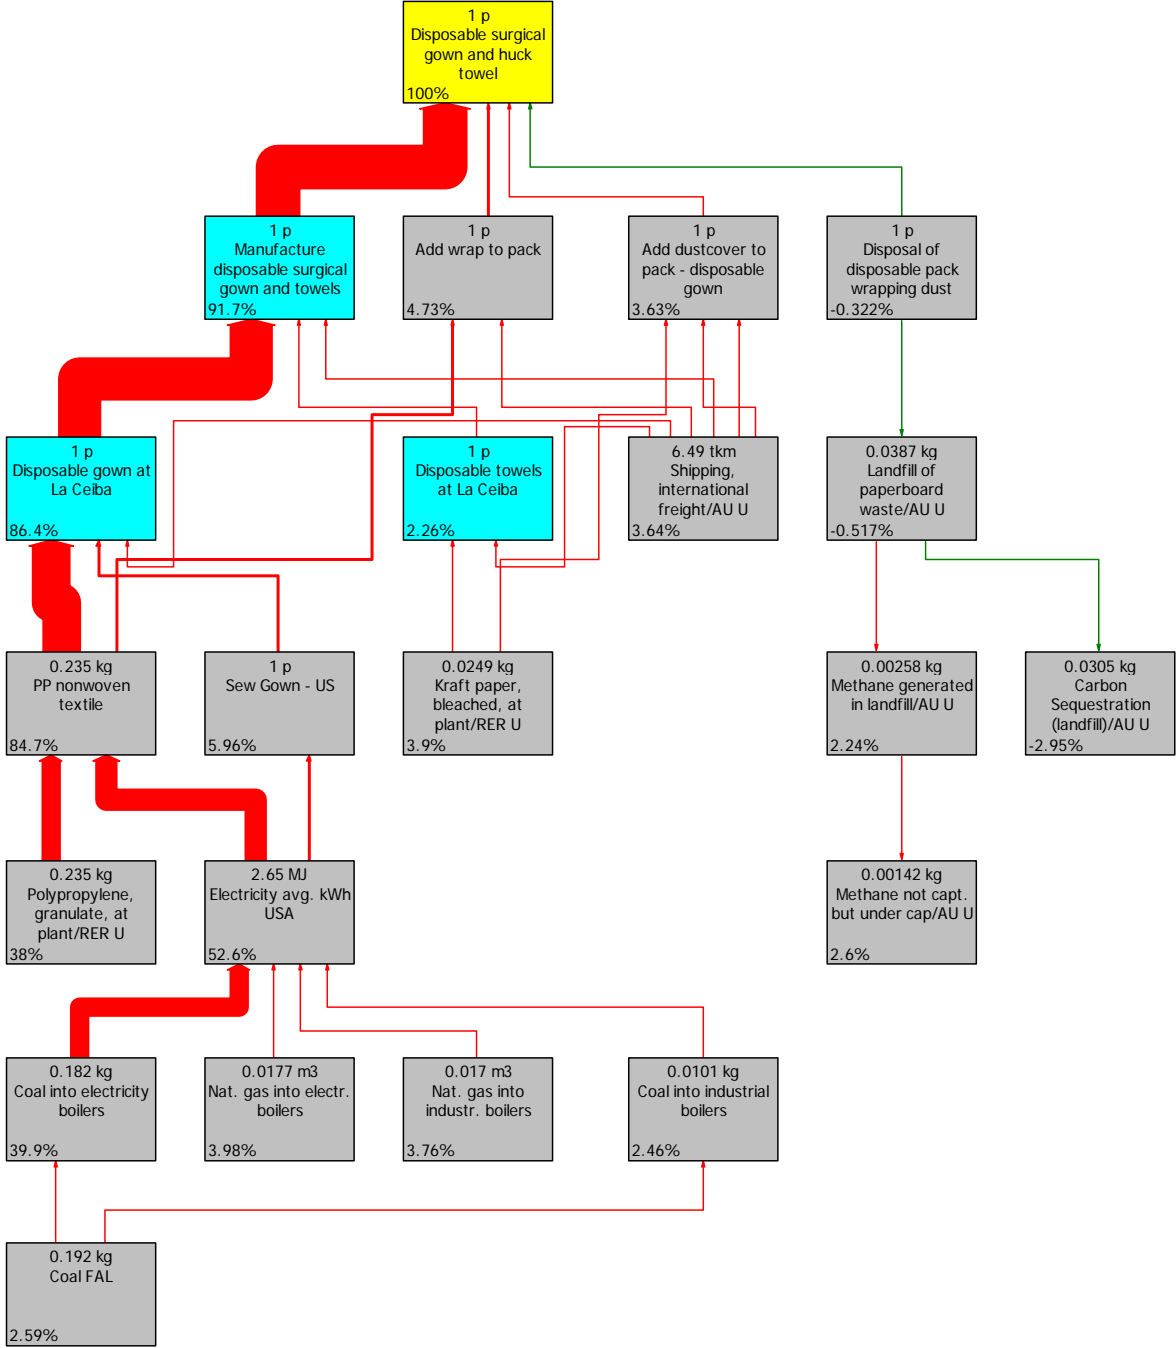 1 p
Disposable surgical
gown and huck
towel
100%
1 p
Manufacture
disposable surgical
gown and towels
91.7%
1 p
Add wrap to pack
4.73%
1 p
Add dustcover to
pack - disposable
gown
3.63%
1 p
Disposal of
disposable pack
wrapping dust
-0.322%
1 p
Disposable gown at
La Ceiba
86.4%
1 p
Disposable towels
at La Ceiba
2.26%
6.49 tkm
Shipping,
international
freight/AU U
3.64%
0.0387 kg
Landfill of
paperboard
waste/AU U
-0.517%
0.235 kg
PP nonwoven
textile
84.7%
1 p
Sew Gown - US
5.96%
0.0249 kg
Kraft paper,
bleached, at
plant/RER U
3.9%
0.00258 kg
Methane generated
in landfill/AU U
2.24%
0.0305 kg
Carbon
Sequestration
(landfill)/AU U
-2.95%
0.235 kg
Polypropylene,
granulate, at
plant/RER U
38%
2.65 MJ
Electricity avg. kWh
USA
52.6%
0.00142 kg
Methane not capt.
but under cap/AU U
2.6%
0.182 kg
Coal into electricity
boilers
39.9%
0.0177 m3
Nat. gas into electr.
boilers
3.98%
0.017 m3
Nat. gas into
industr. boilers
3.76%
0.0101 kg
Coal into industrial
boilers
2.46%
0.192 kg
Coal FAL
2.59%